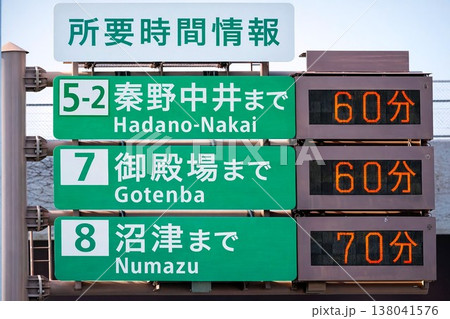 所要時間情報
5-2 秦野中井まで 60分
Hadano-Nakai
7 御殿場まで 60分
Gotenba
8 沼津まで 70分
Numazu
PIXTA
138041576